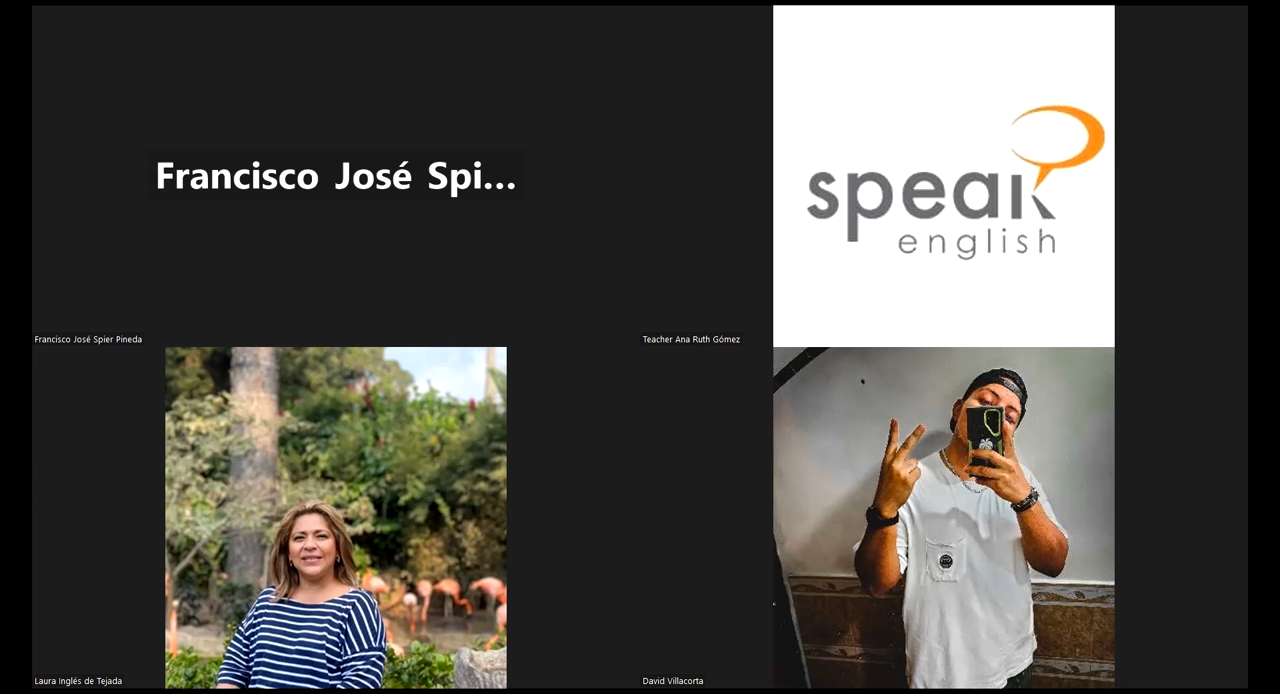 Francisco José Spi...
speak
english
Francisco José Spier Pineda
Teacher Ana Ruth Gómez
Laura Inglés de Tejada
David Villacorta